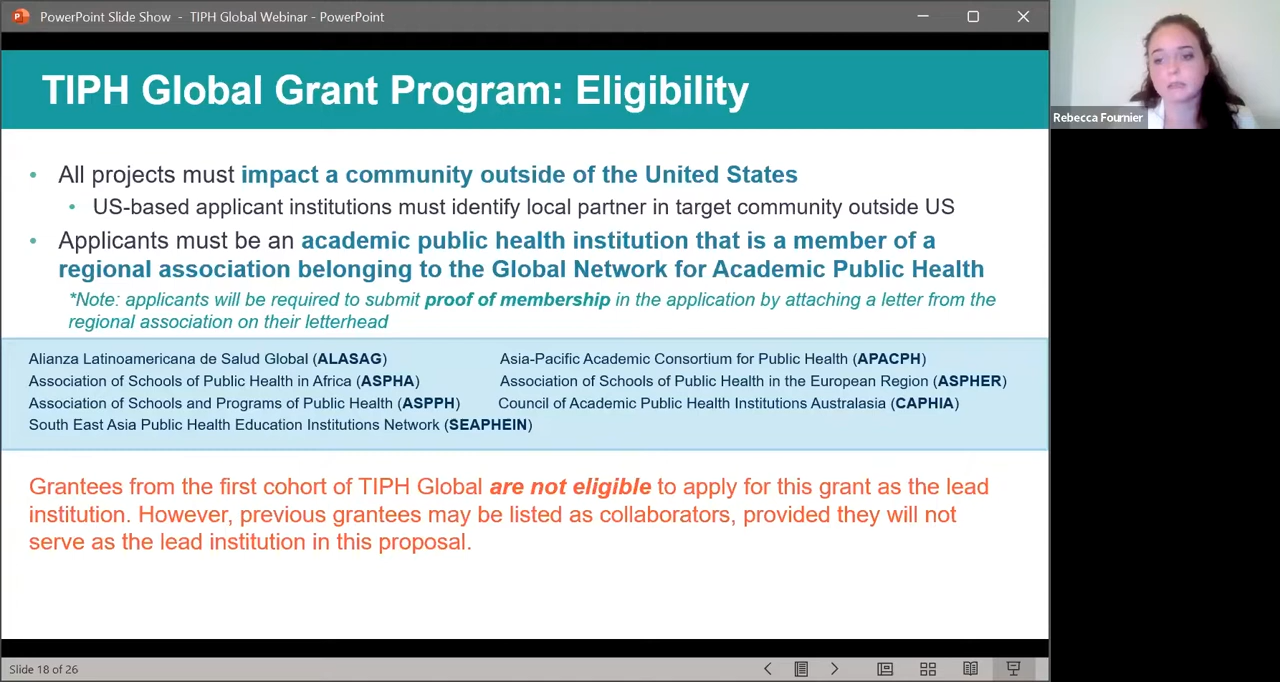 PowerPoint Slide Show - TIPH Global Webinar - PowerPoint
TIPH Global Grant Program: Eligibility
• All projects must impact a community outside of the United States
• US-based applicant institutions must identify local partner in target community outside US
• Applicants must be an academic public health institution that is a member of a
regional association belonging to the Global Network for Academic Public Health
*Note: applicants will be required to submit proof of membership in the application by attaching a letter from the
regional association on their letterhead
Alianza Latinoamericana de Salud Global (ALASAG)
Association of Schools of Public Health in Africa (ASPHA)
Association of Schools and Programs of Public Health (ASPPH)
South East Asia Public Health Education Institutions Network (SEAPHEIN)
Asia-Pacific Academic Consortium for Public Health (APACPH)
Association of Schools of Public Health in the European Region (ASPHER)
Council of Academic Public Health Institutions Australasia (CAPHIA)
Grantees from the first cohort of TIPH Global are not eligible to apply for this grant as the lead
institution. However, previous grantees may be listed as collaborators, provided they will not
serve as the lead institution in this proposal.
Slide 18 of 26
Rebecca Fournier